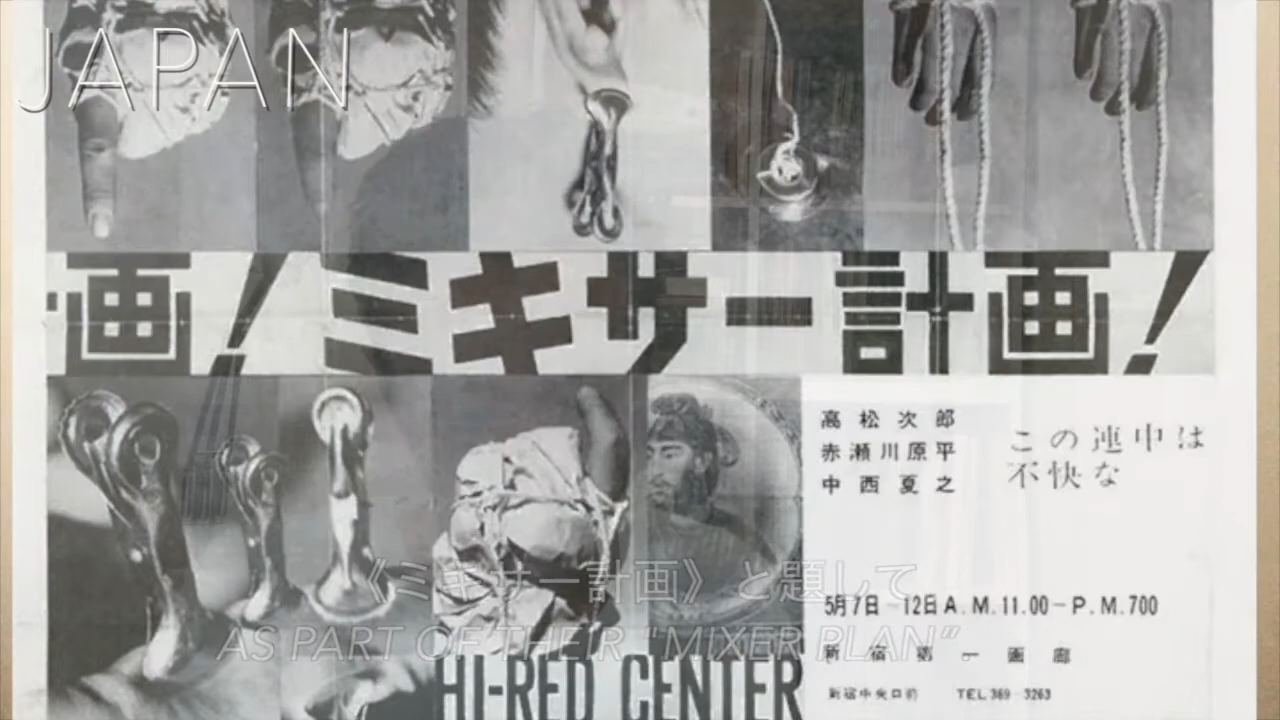 JAPAN
画!ミキサー計画!
高松次郎
赤瀬川原平
中西夏之
この連中は
不快な
《ミキサー計画》と題して
5月7日-12日 A.M.11.00-P.M.700
AS PART OF THEIR “MIXER PLAN”.
新宿第一画廊
HI-RED CENTER
新宿中央口前 TEL 369-3263